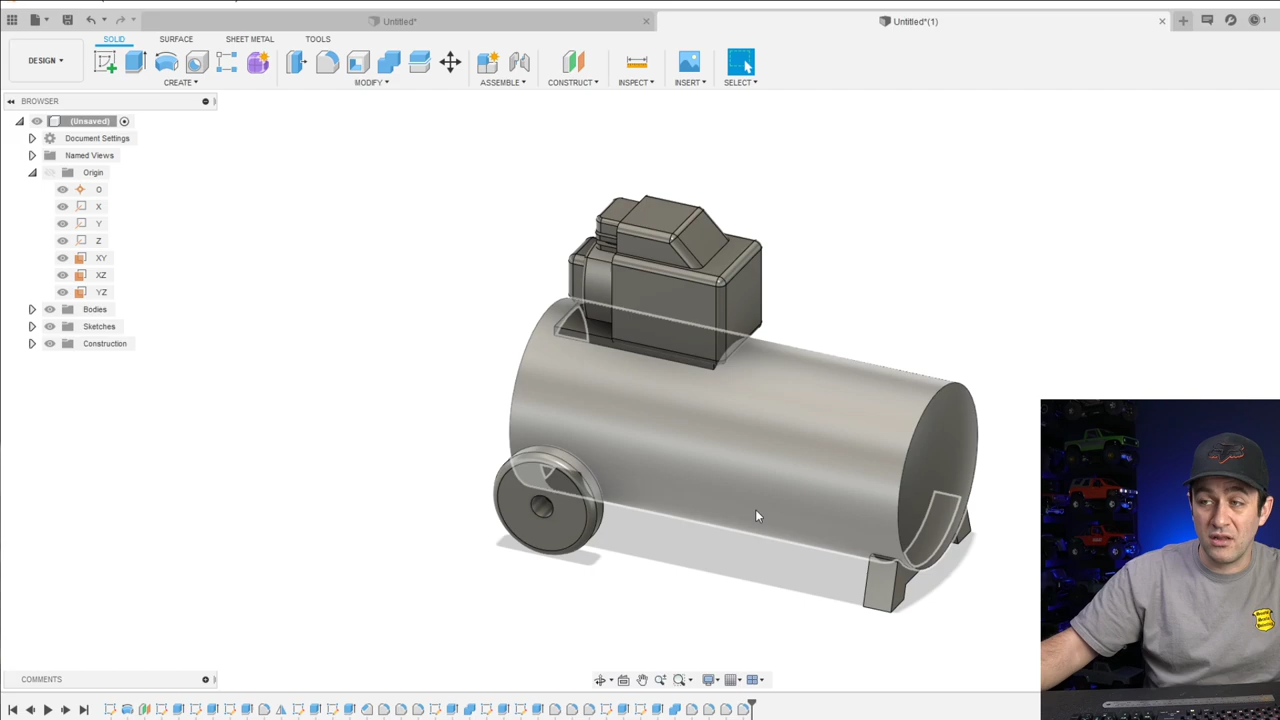 Untitled*
Untitled*(1)
1
DESIGN
SOLID
SURFACE
SHEET METAL
TOOLS
CREATE
MODIFY
ASSEMBLE
CONSTRUCT
INSPECT
INSERT
SELECT
BROWSER
(Unsaved)
Document Settings
Named Views
Origin
O
X
Y
Z
XY
XZ
YZ
Bodies
Sketches
Construction
COMMENTS